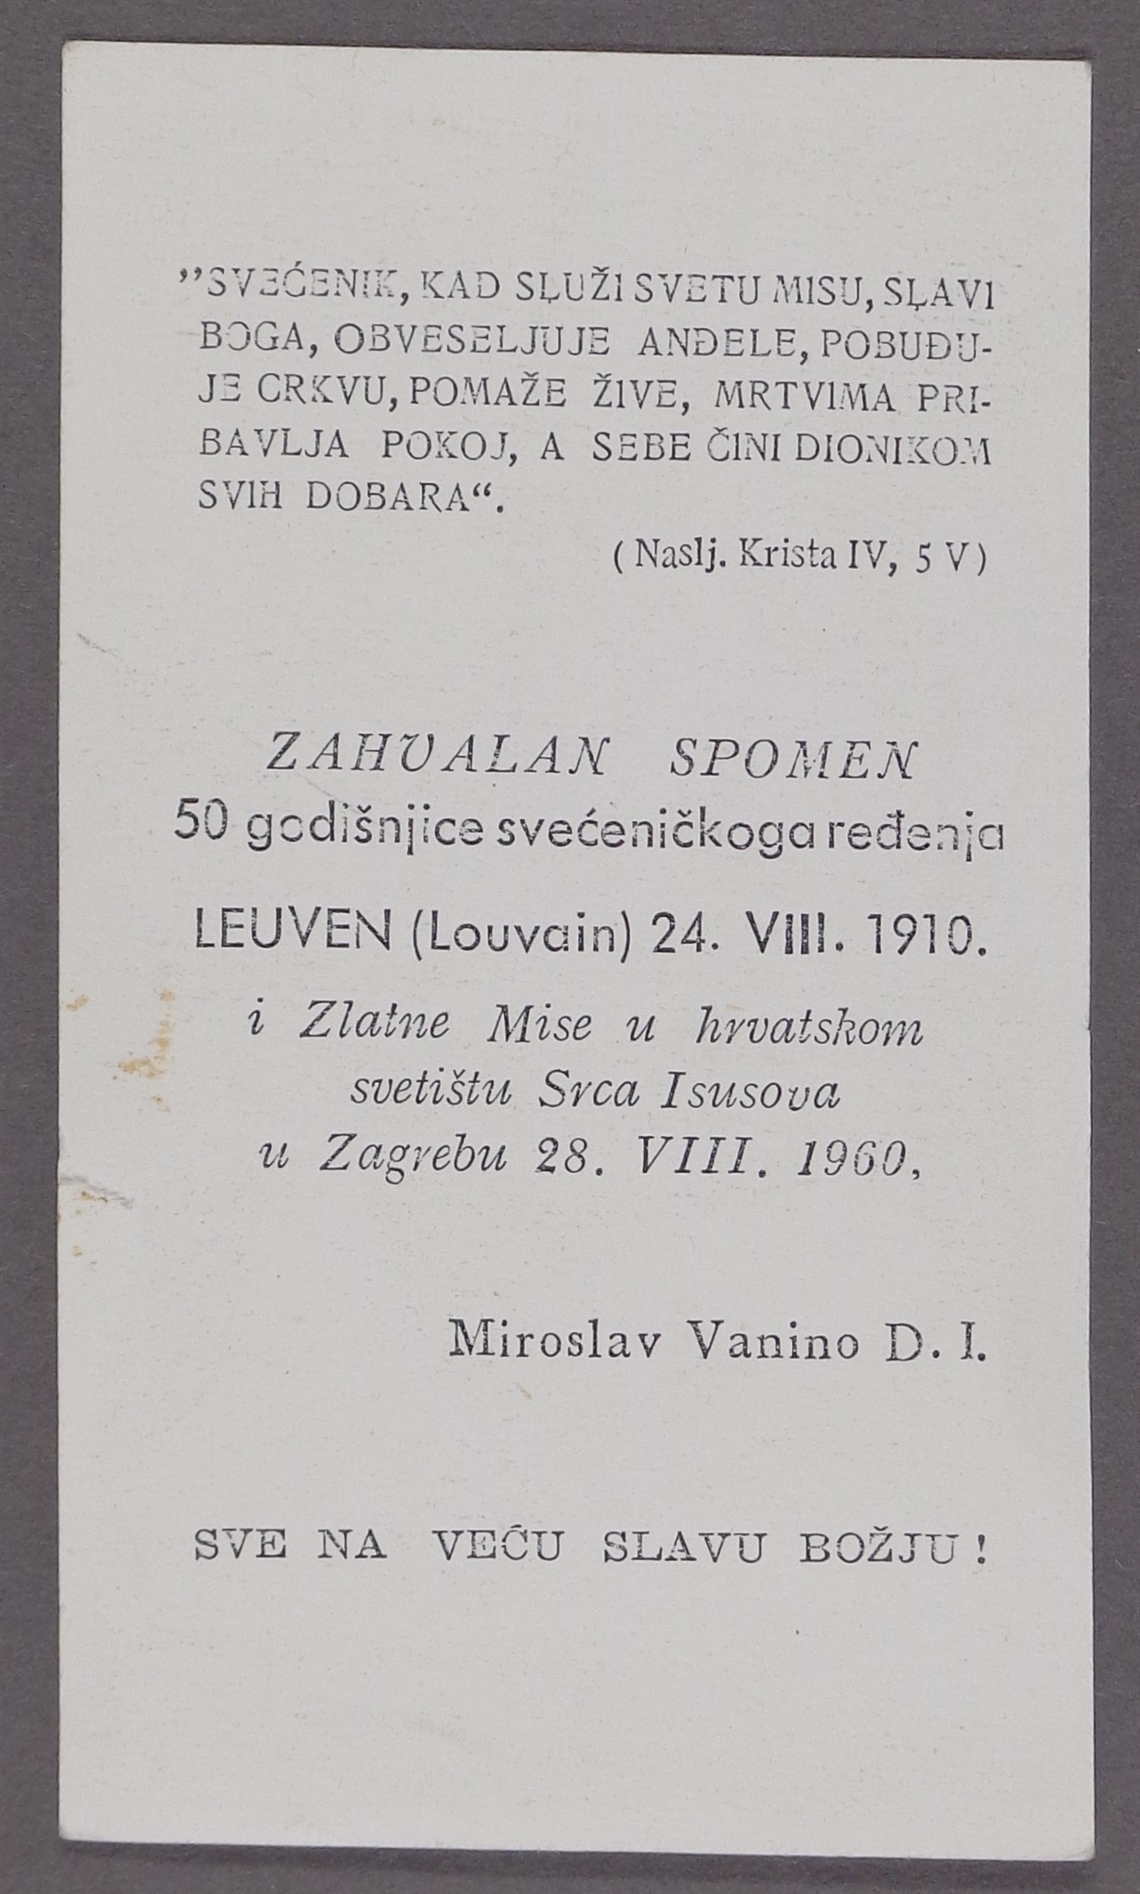 ”SVEĆENIK, KAD SLUŽI SVETU MISU, SLAVI
BOGA, OBVESELJUJE ANĐELE, POBUĐU-
JE CRKVU, POMAŽE ŽIVE, MRTVIMA PRI-
BAVLJA POKOJ, A SEBE ČINI DIONIKOM
SVIH DOBARA“.
(Naslj. Krista IV, 5 V)
ZAHVALAN SPOMEN
50 godišnjice svećeničkoga ređenja
LEUVEN (Louvain) 24. VIII. 1910.
i Zlatne Mise u hrvatskom
svetištu Srca Isusova
u Zagrebu 28. VIII. 1960,
Miroslav Vanino D. I.
SVE NA VEĆU SLAVU BOŽJU !